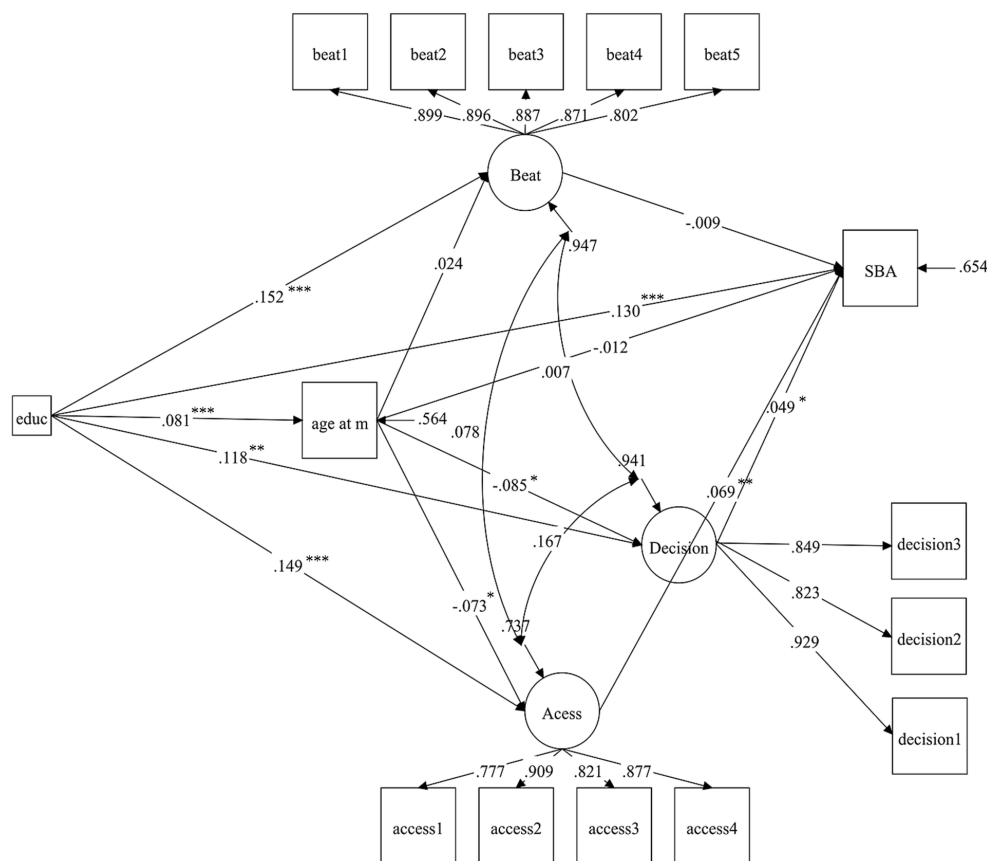 beat1 beat2 beat3 beat4 beat5
.899 .896 .887 .871 .802
Beat
-.009
.947
SBA
.654
.024
.152 ***
.130 ***
-.012
.007
educ
.081 ***
age at m
.564
.078
.049 *
.118 **
.941
-.085 *
.069 **
.167
Decision
.849
decision3
.149 ***
-.073 *
.823
decision2
.737
.929
Acess
decision1
.777 .909 .821 .877
access1 access2 access3 access4